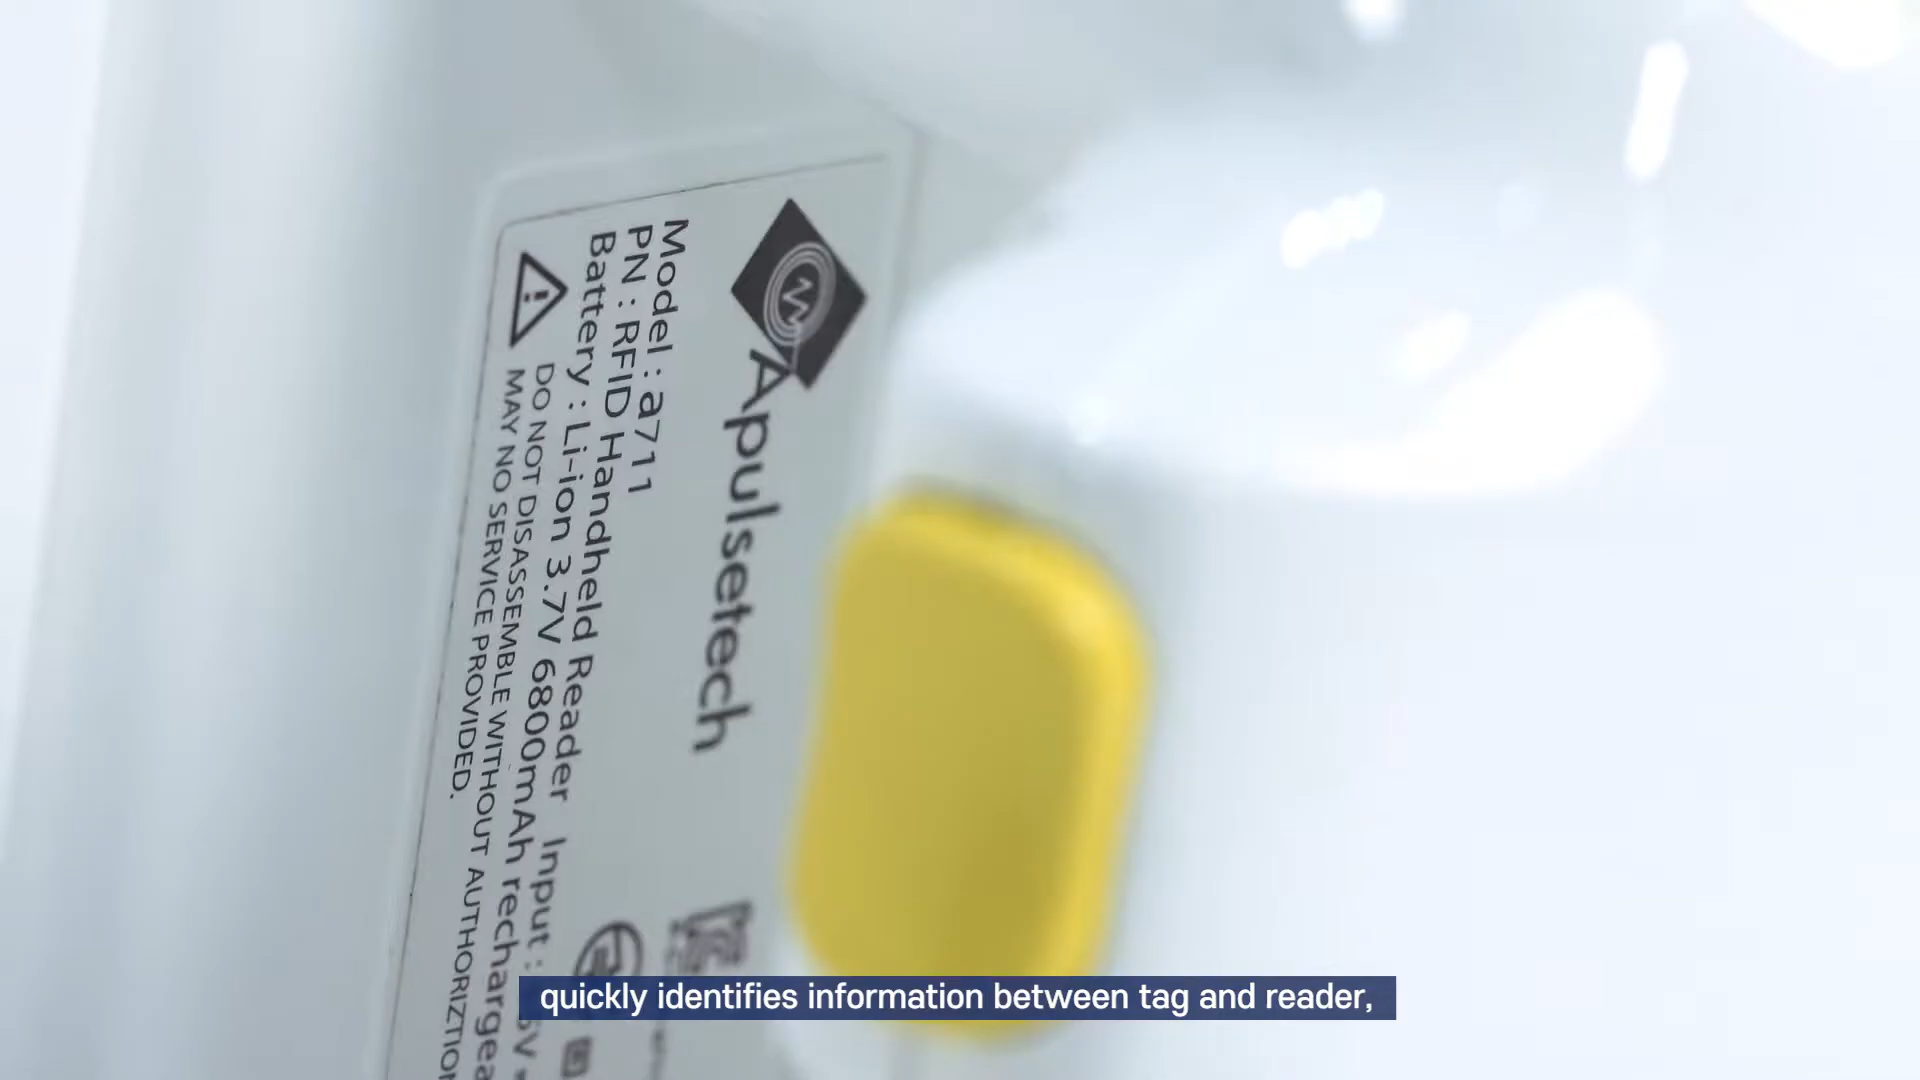 Apulsetech
Model : a711
PN : RFID Handheld Reader Input :
Battery : Li-ion 3.7V 6800mAh
DO NOT DISASSEMBLE WITHOUT AUTHORIZTION
MAY NO SERVICE PROVIDED.
quickly identifies information between tag and reader,